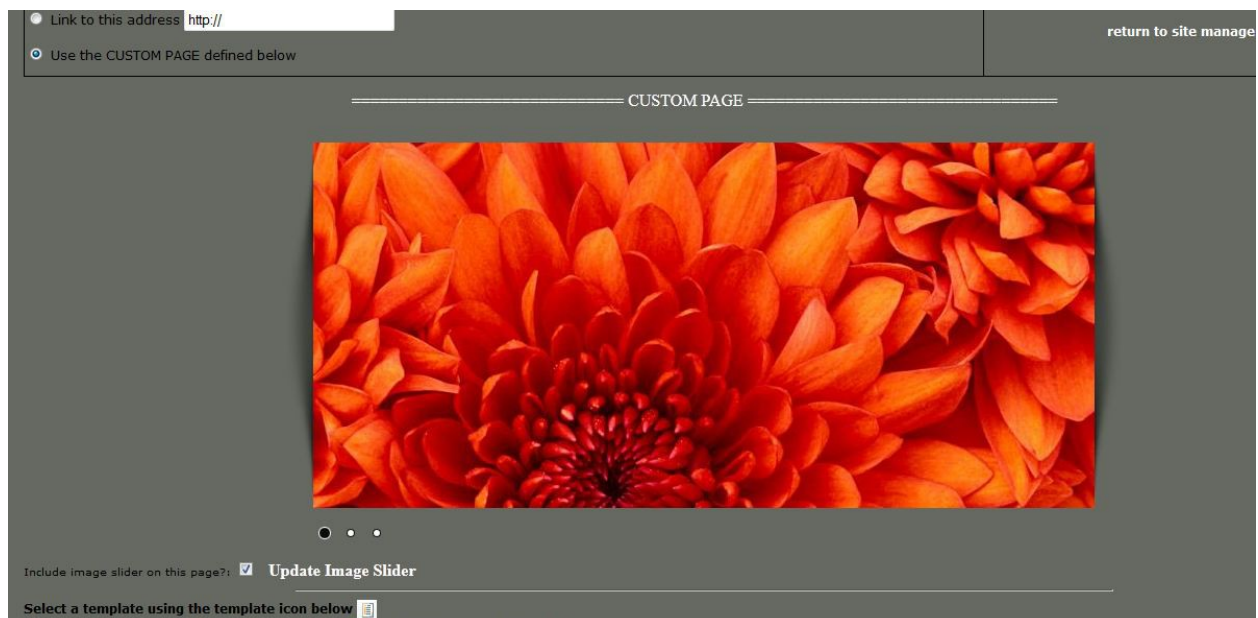 Link to this address http://
return to site manage
Use the CUSTOM PAGE defined below
============================= CUSTOM PAGE =================================
Include image slider on this page?: Update Image Slider
Select a template using the template icon below